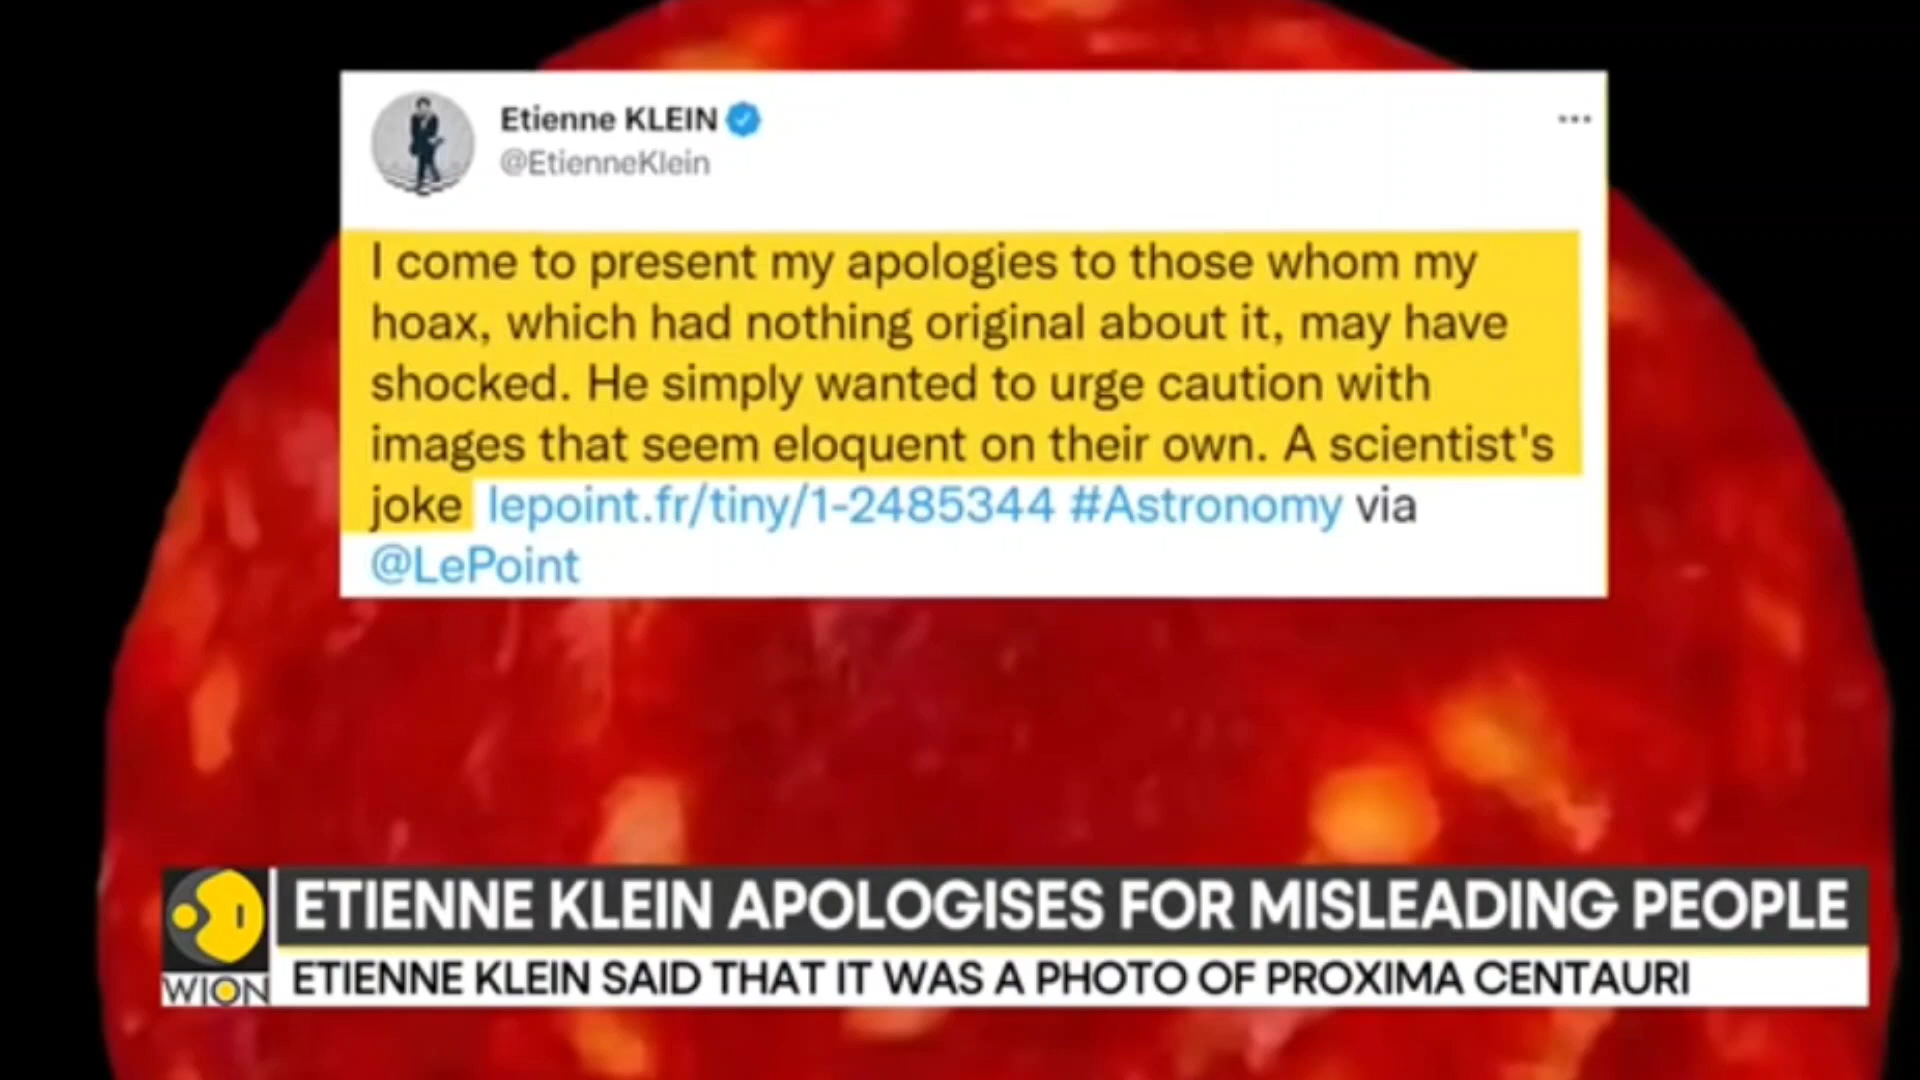 Etienne KLEIN
@EtienneKlein
I come to present my apologies to those whom my
hoax, which had nothing original about it, may have
shocked. He simply wanted to urge caution with
images that seem eloquent on their own. A scientist's
joke lepoint.fr/tiny/1-2485344 #Astronomy via
@LePoint
ETIENNE KLEIN APOLOGISES FOR MISLEADING PEOPLE
WION
ETIENNE KLEIN SAID THAT IT WAS A PHOTO OF PROXIMA CENTAURI